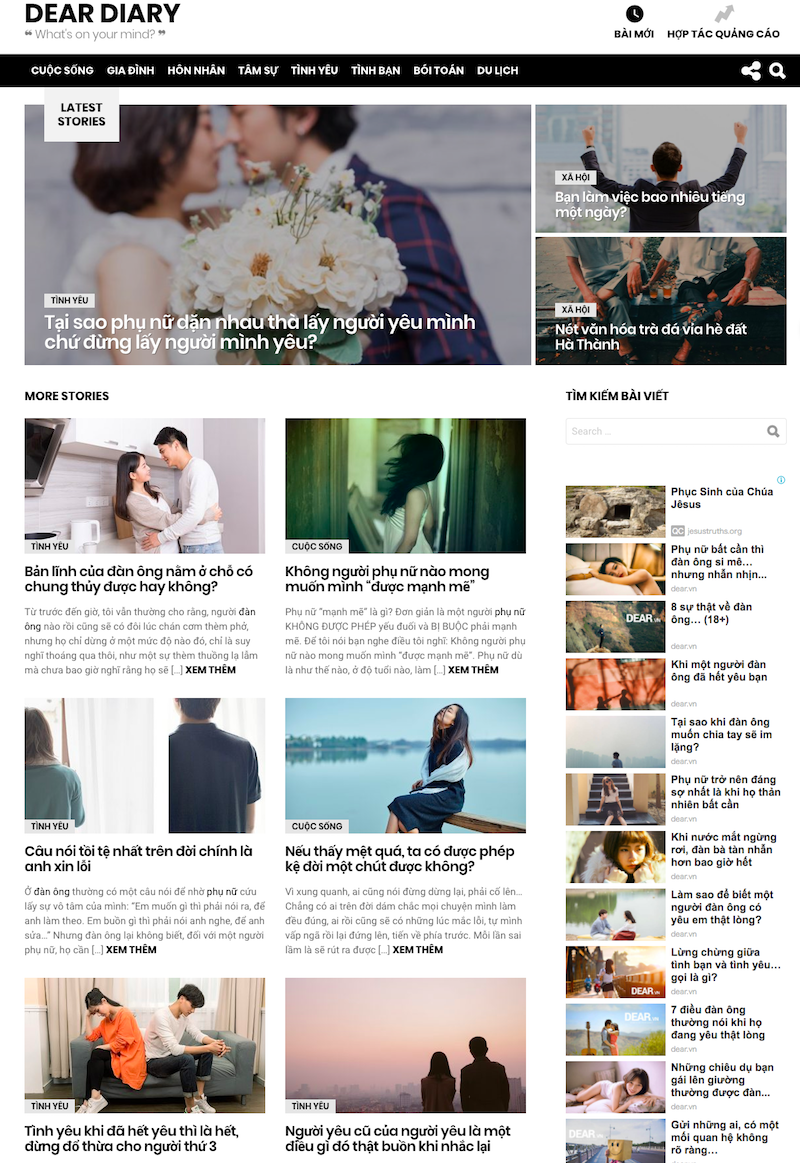 DEAR DIARY
❝ What's on your mind? ❞
BÀI MỚI
HỢP TÁC QUẢNG CÁO
CUỘC SỐNG GIA ĐÌNH HÔN NHÂN TÂM SỰ TÌNH YÊU TÌNH BẠN BÓI TOÁN DU LỊCH
LATEST
STORIES
TÌNH YÊU
Tại sao phụ nữ dặn nhau thà lấy người yêu mình
chứ đừng lấy người mình yêu?
XÃ HỘI
Bạn làm việc bao nhiêu tiếng
một ngày?
XÃ HỘI
Nét văn hóa trà đá vỉa hè đất
Hà Thành
MORE STORIES
TÌNH YÊU
Bản lĩnh của đàn ông nằm ở chỗ có
chung thủy được hay không?
Từ trước đến giờ, tôi vẫn thường cho rằng, người đàn
ông nào rồi cũng sẽ có đôi lúc chán cơm thèm phở,
nhưng họ chỉ dừng ở một mức độ nào đó, chỉ là suy
nghĩ thoáng qua thôi, như một sự thèm thuồng lạ lẫm
mà chưa bao giờ nghĩ rằng họ sẽ [...] XEM THÊM
CUỘC SỐNG
Không người phụ nữ nào mong
muốn mình “được mạnh mẽ”
Phụ nữ “mạnh mẽ” là gì? Đơn giản là một người phụ nữ
KHÔNG ĐƯỢC PHÉP yếu đuối và BỊ BUỘC phải mạnh
mẽ. Để tôi nói bạn nghe điều tôi nghĩ: Không người phụ
nữ nào mong muốn mình “được mạnh mẽ”. Phụ nữ dù
là như thế nào, ở độ tuổi nào, làm [...] XEM THÊM
TÌNH YÊU
Câu nói tồi tệ nhất trên đời chính là
anh xin lỗi
Ở đàn ông thường có một câu nói để nhờ phụ nữ cứu
lấy sự vô tâm của mình: “Em muốn gì thì phải nói ra, để
anh làm theo. Em buồn gì thì phải nói anh nghe, để anh
sửa…” Nhưng đàn ông lại không biết, đối với một người
phụ nữ, họ cần [...] XEM THÊM
CUỘC SỐNG
Nếu thấy mệt quá, ta có được phép
kệ đời một chút được không?
Vì xung quanh, ai cũng nói đừng dừng lại, phải cố lên…
Chẳng có ai trên đời dám chắc mọi chuyện mình làm
đều đúng, ai rồi cũng sẽ có những lúc mắc lỗi, tự mình
vấp ngã rồi lại đứng lên, tiến về phía trước. Mỗi lần sai
lầm là sẽ rút ra được [...] XEM THÊM
TÌNH YÊU
Tình yêu khi đã hết yêu thì là hết,
đừng đổ thừa cho người thứ 3
TÌNH YÊU
Người yêu cũ của người yêu là một
điều gì đó thật buồn khi nhắc lại
TÌM KIẾM BÀI VIẾT
Search …
Phục Sinh của Chúa
Jêsus
QC jesustruths.org
Phụ nữ bất cần thì
đàn ông si mê…
nhưng nhẫn nhịn...
dear.vn
DEAR.VN
8 sự thật về đàn
ông… (18+)
dear.vn
Khi một người đàn
ông đã hết yêu bạn
dear.vn
Tại sao khi đàn ông
muốn chia tay sẽ im
lặng?
dear.vn
Phụ nữ trở nên đáng
sợ nhất là khi họ thản
nhiên bất cần
Khi nước mắt ngừng
rơi, đàn bà tàn nhẫn
hơn bao giờ hết
dear.vn
Làm sao để biết một
người đàn ông có
yêu em thật lòng?
dear.vn
DEAR.VN
Lừng chừng giữa
tình bạn và tình yêu…
gọi là gì?
dear.vn
DEAR.VN
7 điều đàn ông
thường nói khi họ
đang yêu thật lòng
dear.vn
Những chiêu dụ bạn
gái lên giường
thường được đàn...
dear.vn
DEAR.VN
Gửi những ai, có một
mối quan hệ không
rõ ràng…